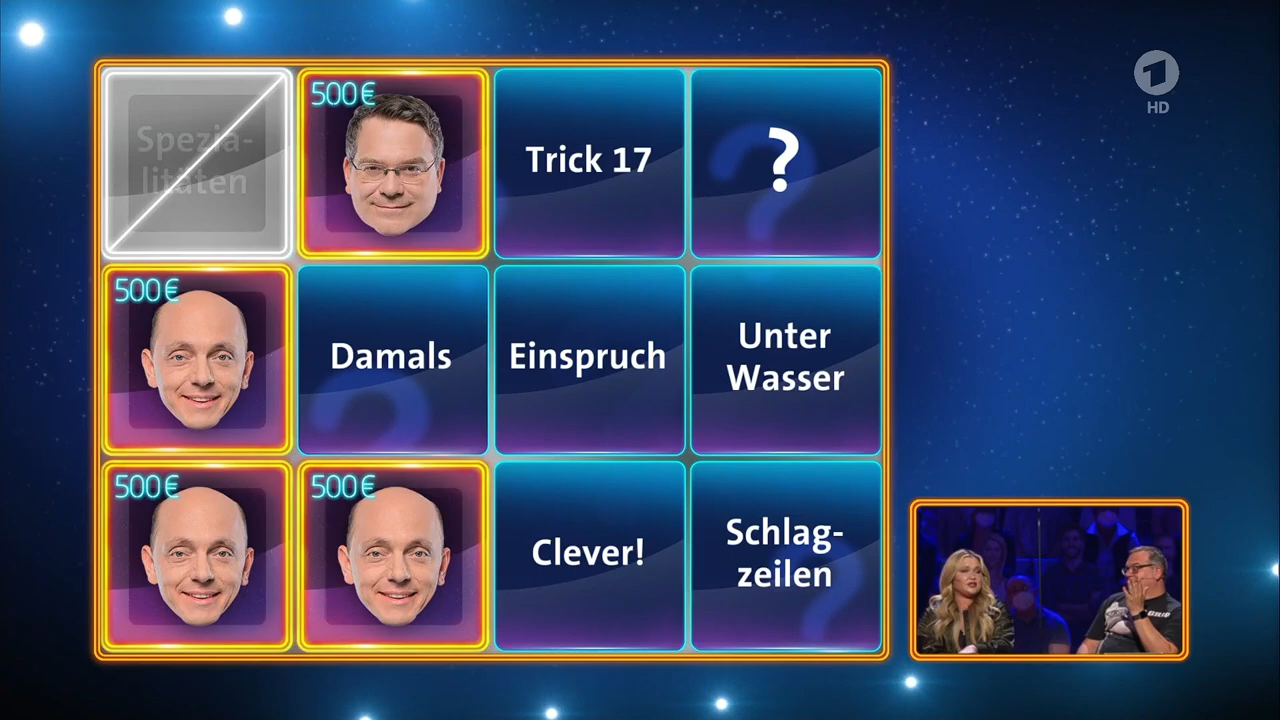 Spezia-
litäten
500€
Trick 17
?
1
HD
500€
Damals
Einspruch
Unter
Wasser
500€
500€
Clever!
Schlag-
zeilen